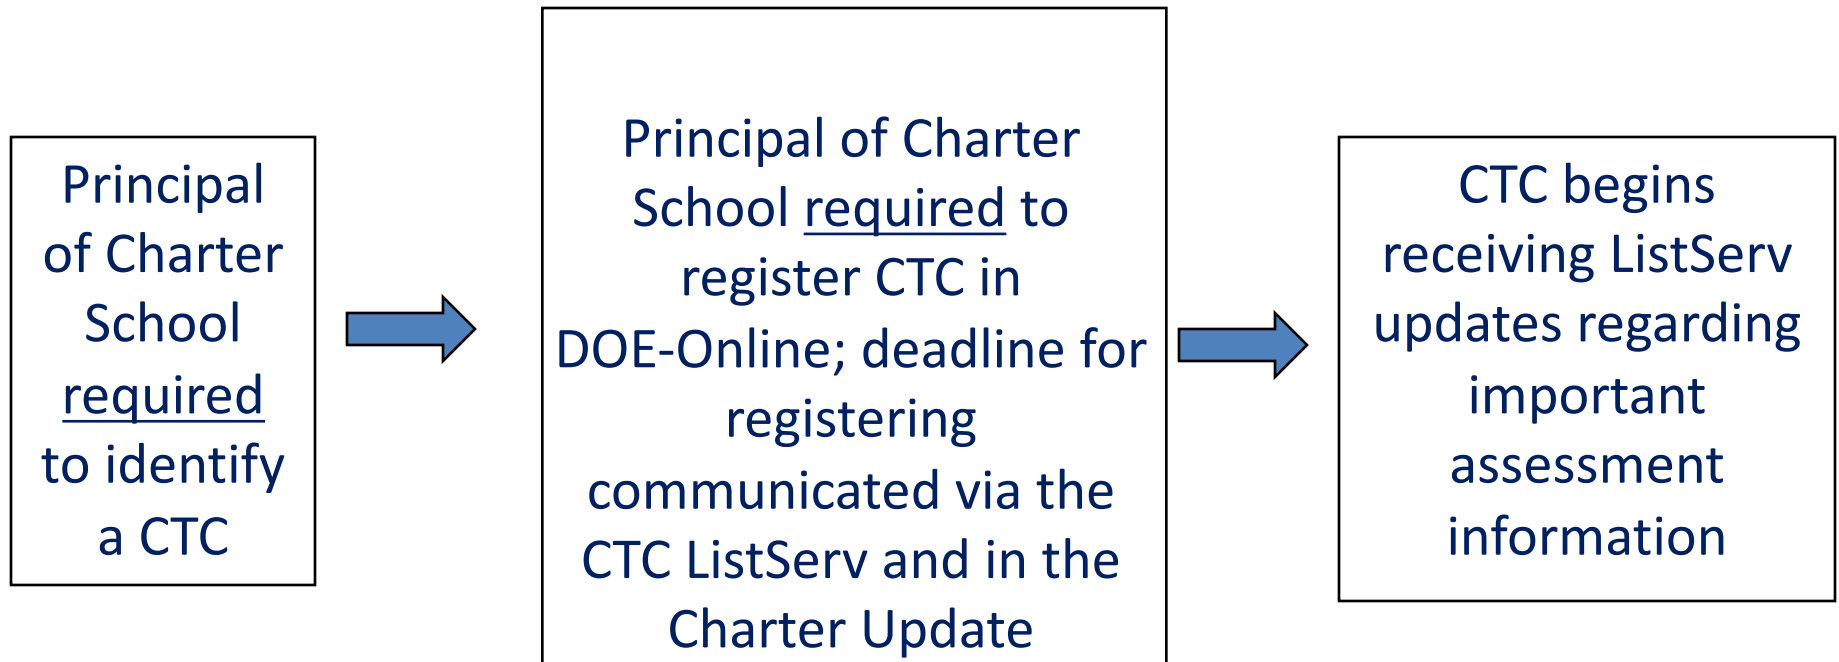 Principal
of Charter
School
required
to identify
a CTC
Principal of Charter
School required to
register CTC in
DOE-Online; deadline for
registering
communicated via the
CTC ListServ and in the
Charter Update
CTC begins
receiving ListServ
updates regarding
important
assessment
information